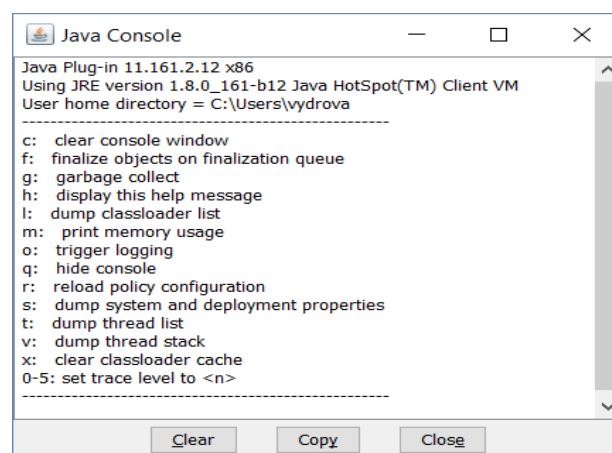 Java Console
Java Plug-in 11.161.2.12 x86
Using JRE version 1.8.0_161-b12 Java HotSpot(TM) Client VM
User home directory = C:\Users\vydrova
----------------------------------------------------
c:   clear console window
f:   finalize objects on finalization queue
g:   garbage collect
h:   display this help message
l:   dump classloader list
m:   print memory usage
o:   trigger logging
q:   hide console
r:   reload policy configuration
s:   dump system and deployment properties
t:   dump thread list
v:   dump thread stack
x:   clear classloader cache
0-5: set trace level to <n>
----------------------------------------------------
Clear Copy Close